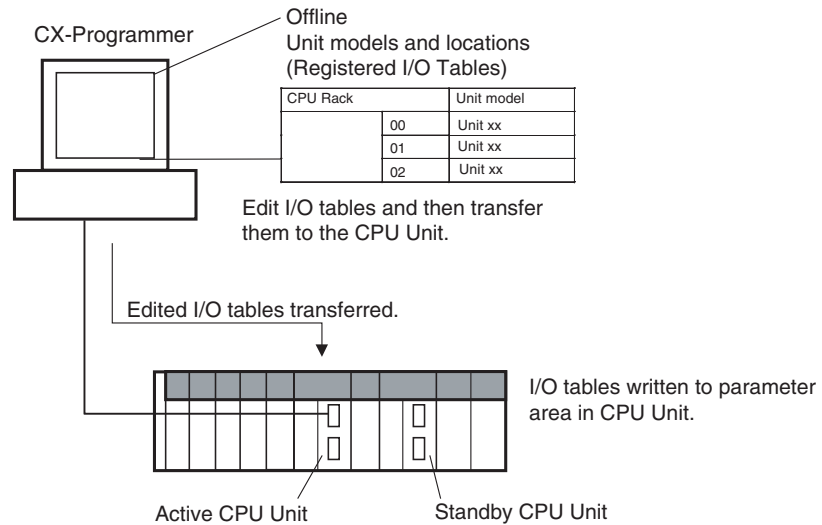 Offline
CX-Programmer
Unit models and locations
(Registered I/O Tables)
CPU Rack Unit model
00 Unit xx
01 Unit xx
02 Unit xx
Edit I/O tables and then transfer
them to the CPU Unit.
Edited I/O tables transferred.
I/O tables written to parameter
area in CPU Unit.
Active CPU Unit Standby CPU Unit